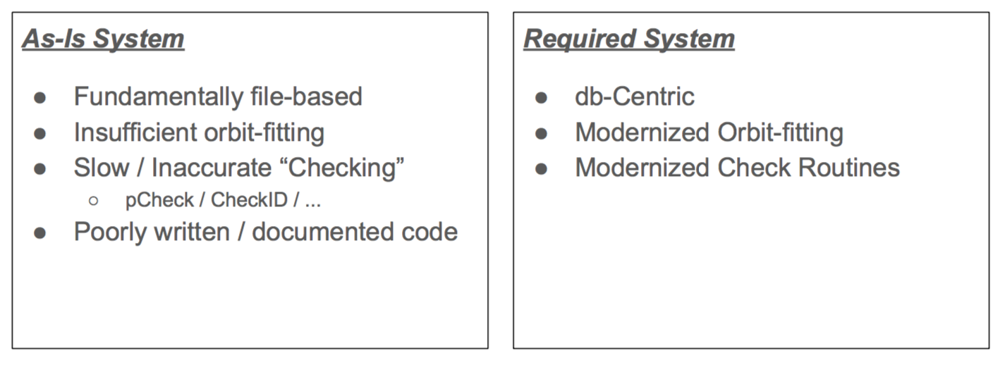 As-Is System
● Fundamentally file-based
● Insufficient orbit-fitting
● Slow / Inaccurate “Checking”
○ pCheck / CheckID / ...
● Poorly written / documented code
Required System
● db-Centric
● Modernized Orbit-fitting
● Modernized Check Routines